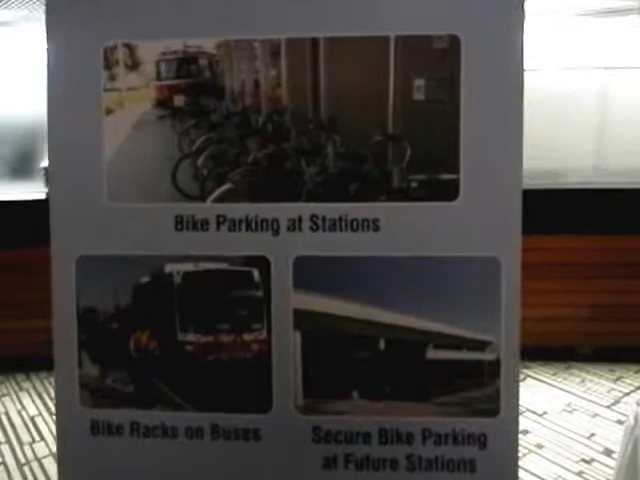 Bike Parking at Stations
Bike Racks on Buses
Secure Bike Parking
at Future Stations